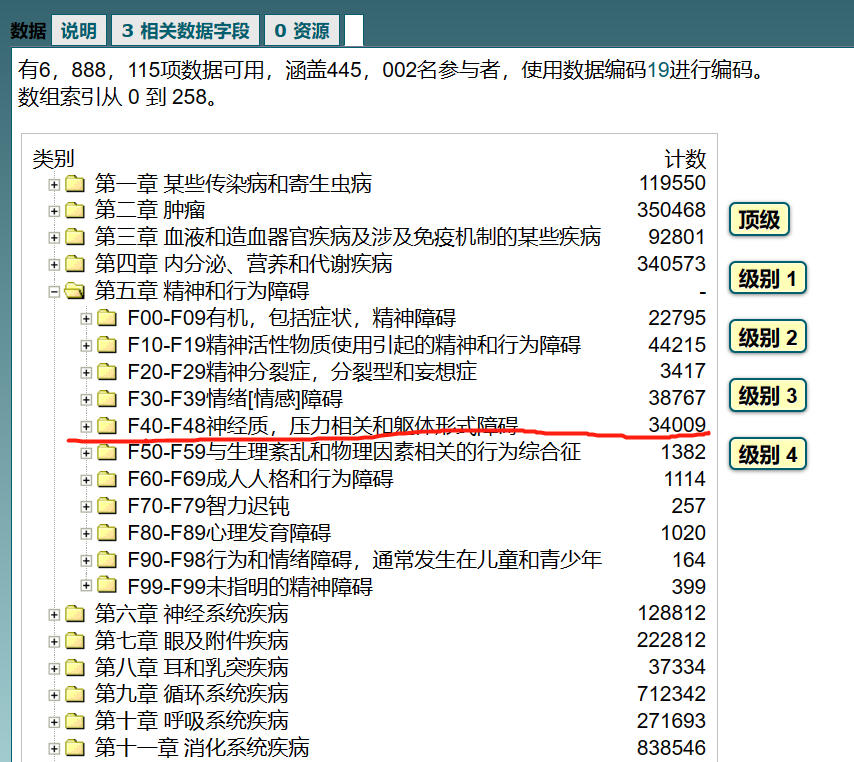 数据 说明 3 相关数据字段 0 资源
有6，888，115项数据可用，涵盖445，002名参与者，使用数据编码19进行编码。
数组索引从 0 到 258。
类别 计数
第一章 某些传染病和寄生虫病 119550
第二章 肿瘤 350468
第三章 血液和造血器官疾病及涉及免疫机制的某些疾病 92801
第四章 内分泌、营养和代谢疾病 340573
第五章 精神和行为障碍 -
F00-F09有机，包括症状，精神障碍 22795
F10-F19精神活性物质使用引起的精神和行为障碍 44215
F20-F29精神分裂症，分裂型和妄想症 3417
F30-F39情绪[情感]障碍 38767
F40-F48神经质，压力相关和躯体形式障碍 34009
F50-F59与生理紊乱和物理因素相关的行为综合征 1382
F60-F69成人人格和行为障碍 1114
F70-F79智力迟钝 257
F80-F89心理发育障碍 1020
F90-F98行为和情绪障碍，通常发生在儿童和青少年 164
F99-F99未指明的精神障碍 399
第六章 神经系统疾病 128812
第七章 眼及附件疾病 222812
第八章 耳和乳突疾病 37334
第九章 循环系统疾病 712342
第十章 呼吸系统疾病 271693
第十一章 消化系统疾病 838546
顶级
级别 1
级别 2
级别 3
级别 4